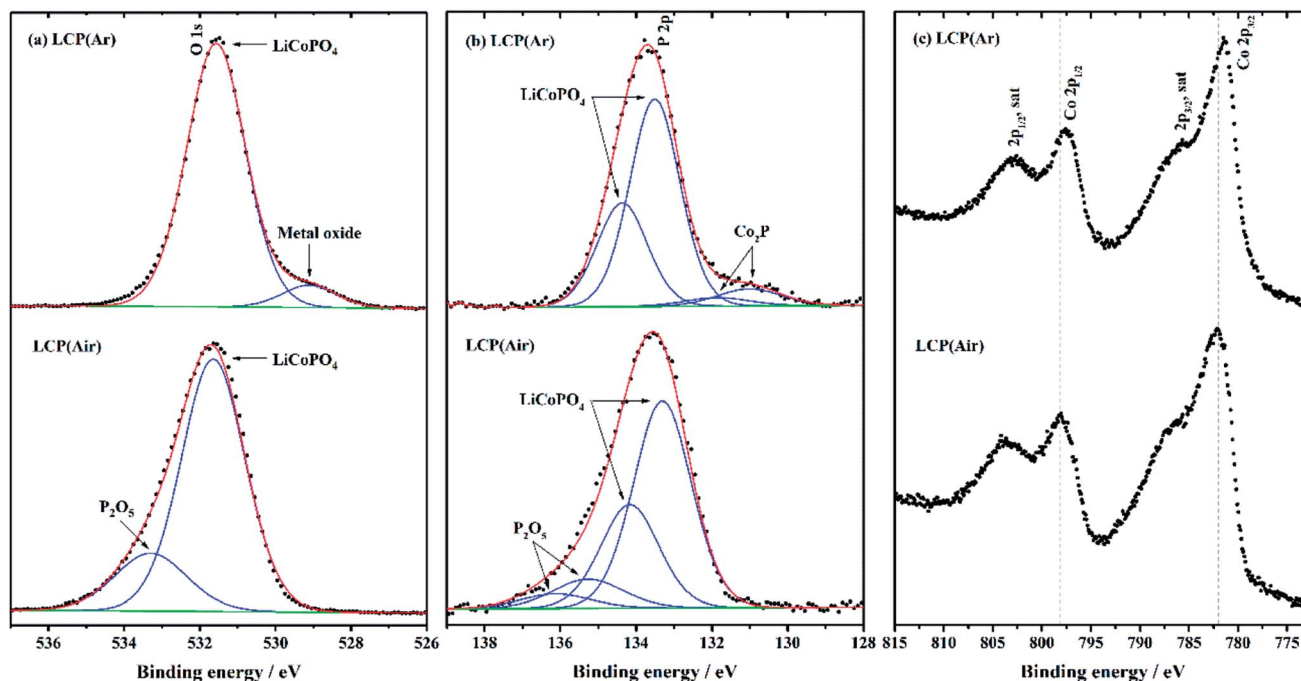 (a) LCP(Ar)
O 1s
LiCoPO₄
Metal oxide
LCP(Air)
LiCoPO₄
P₂O₅
536 534 532 530 528 526
Binding energy / eV
(b) LCP(Ar)
P 2p
LiCoPO₄
Co₂P
LCP(Air)
LiCoPO₄
P₂O₅
138 136 134 132 130 128
Binding energy / eV
(c) LCP(Ar)
2p₁/₂, sat
Co 2p₁/₂
2p₃/₂, sat
Co 2p₃/₂
LCP(Air)
815 810 805 800 795 790 785 780 775
Binding energy / eV